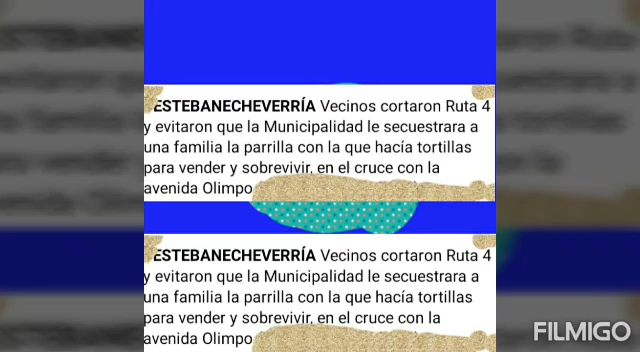 ESTEBANECHEVERRÍA Vecinos cortaron Ruta 4
y evitaron que la Municipalidad le secuestrara a
una familia la parrilla con la que hacía tortillas
para vender y sobrevivir, en el cruce con la
avenida Olimpo
ESTEBANECHEVERRÍA Vecinos cortaron Ruta 4
y evitaron que la Municipalidad le secuestrara a
una familia la parrilla con la que hacía tortillas
para vender y sobrevivir, en el cruce con la
avenida Olimpo
FILMIGO